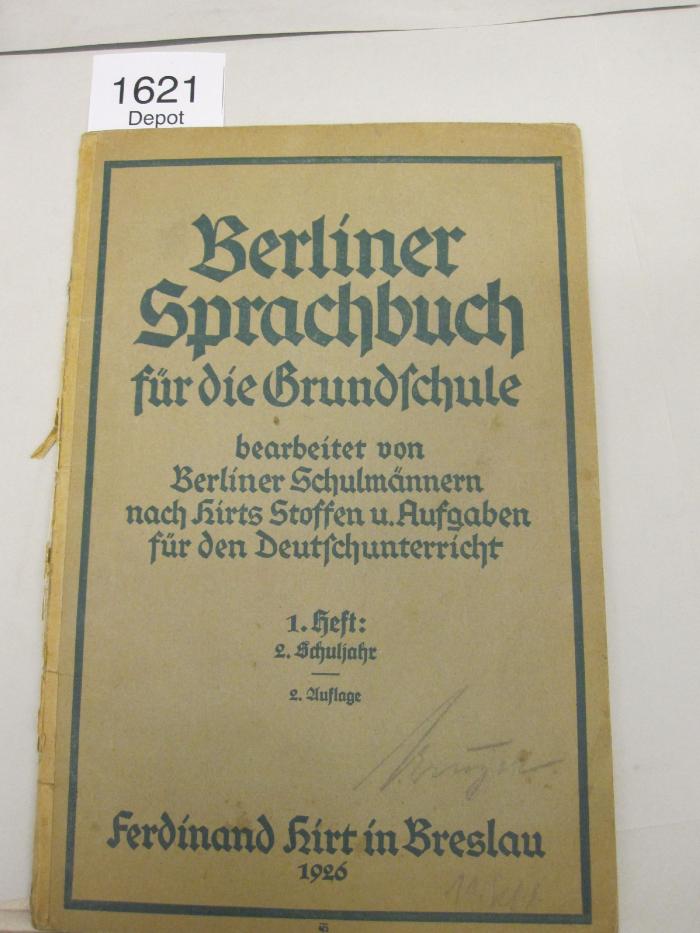 1621
Depot
Berliner
Sprachbuch
für die Grundschule
bearbeitet von
Berliner Schulmännern
nach Hirts Stoffen u. Aufgaben
für den Deutschunterricht
1. Heft:
2. Schuljahr
2. Auflage
Ferdinand Hirt in Breslau
1926